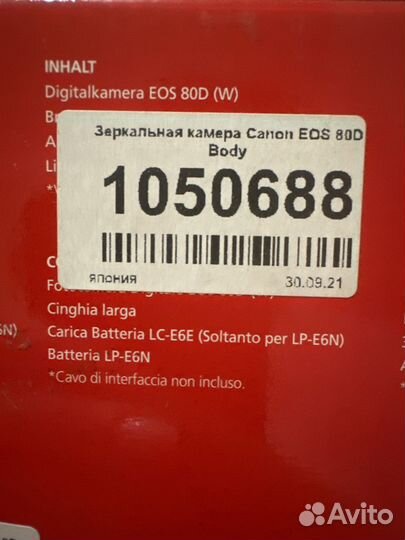 INHALT
Digitalkamera EOS 80D (W)
Зеркальная камера Canon EOS 80D
Body
1050688
япония 30.09.21
Cinghia larga
Carica Batteria LC-E6E (Soltanto per LP-E6N)
Batteria LP-E6N
*Cavo di interfaccia non incluso.
Avito